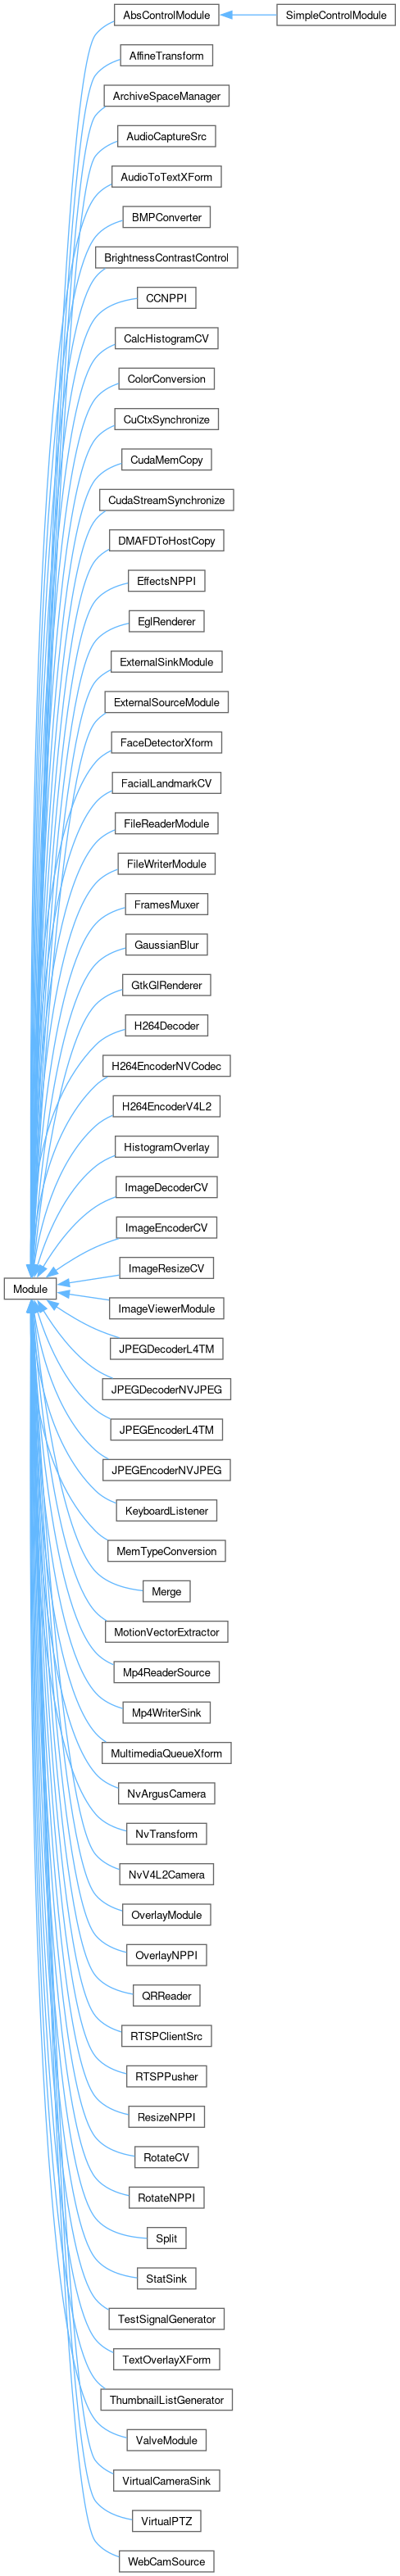 AbsControlModule
SimpleControlModule
AffineTransform
ArchiveSpaceManager
AudioCaptureSrc
AudioToTextXForm
BMPConverter
BrightnessContrastControl
CCNPPI
CalcHistogramCV
ColorConversion
CuCtxSynchronize
CudaMemCopy
CudaStreamSynchronize
DMAFDToHostCopy
EffectsNPPI
EglRenderer
ExternalSinkModule
ExternalSourceModule
FaceDetectorXform
FacialLandmarkCV
FileReaderModule
FileWriterModule
FramesMuxer
GaussianBlur
GtkGlRenderer
H264Decoder
H264EncoderNVCodec
H264EncoderV4L2
HistogramOverlay
ImageDecoderCV
ImageEncoderCV
ImageResizeCV
Module
ImageViewerModule
JPEGDecoderL4TM
JPEGDecoderNVJPEG
JPEGEncoderL4TM
JPEGEncoderNVJPEG
KeyboardListener
MemTypeConversion
Merge
MotionVectorExtractor
Mp4ReaderSource
Mp4WriterSink
MultimediaQueueXform
NvArgusCamera
NvTransform
NvV4L2Camera
OverlayModule
OverlayNPPI
QRReader
RTSPClientSrc
RTSPPusher
ResizeNPPI
RotateCV
RotateNPPI
Split
StatSink
TestSignalGenerator
TextOverlayXForm
ThumbnailListGenerator
ValveModule
VirtualCameraSink
VirtualPTZ
WebCamSource